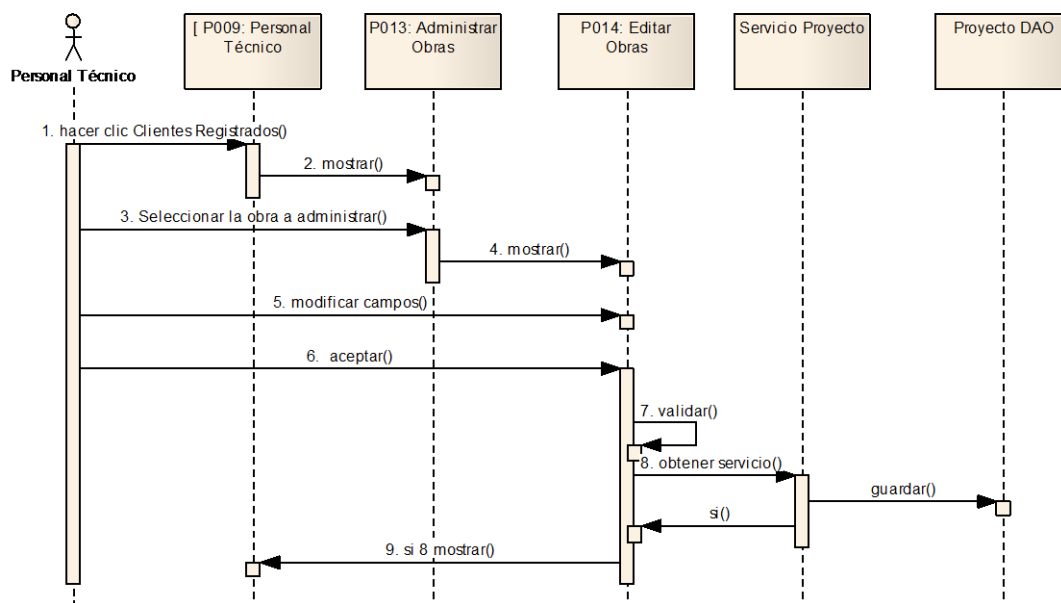 Personal Técnico
[ P009: Personal
Técnico
P013: Administrar
Obras
P014: Editar
Obras
Servicio Proyecto
Proyecto DAO
1. hacer clic Clientes Registrados()
2. mostrar()
3. Seleccionar la obra a administrar()
4. mostrar()
5. modificar campos()
6. aceptar()
7. validar()
8. obtener servicio()
guardar()
si()
9. si 8 mostrar()